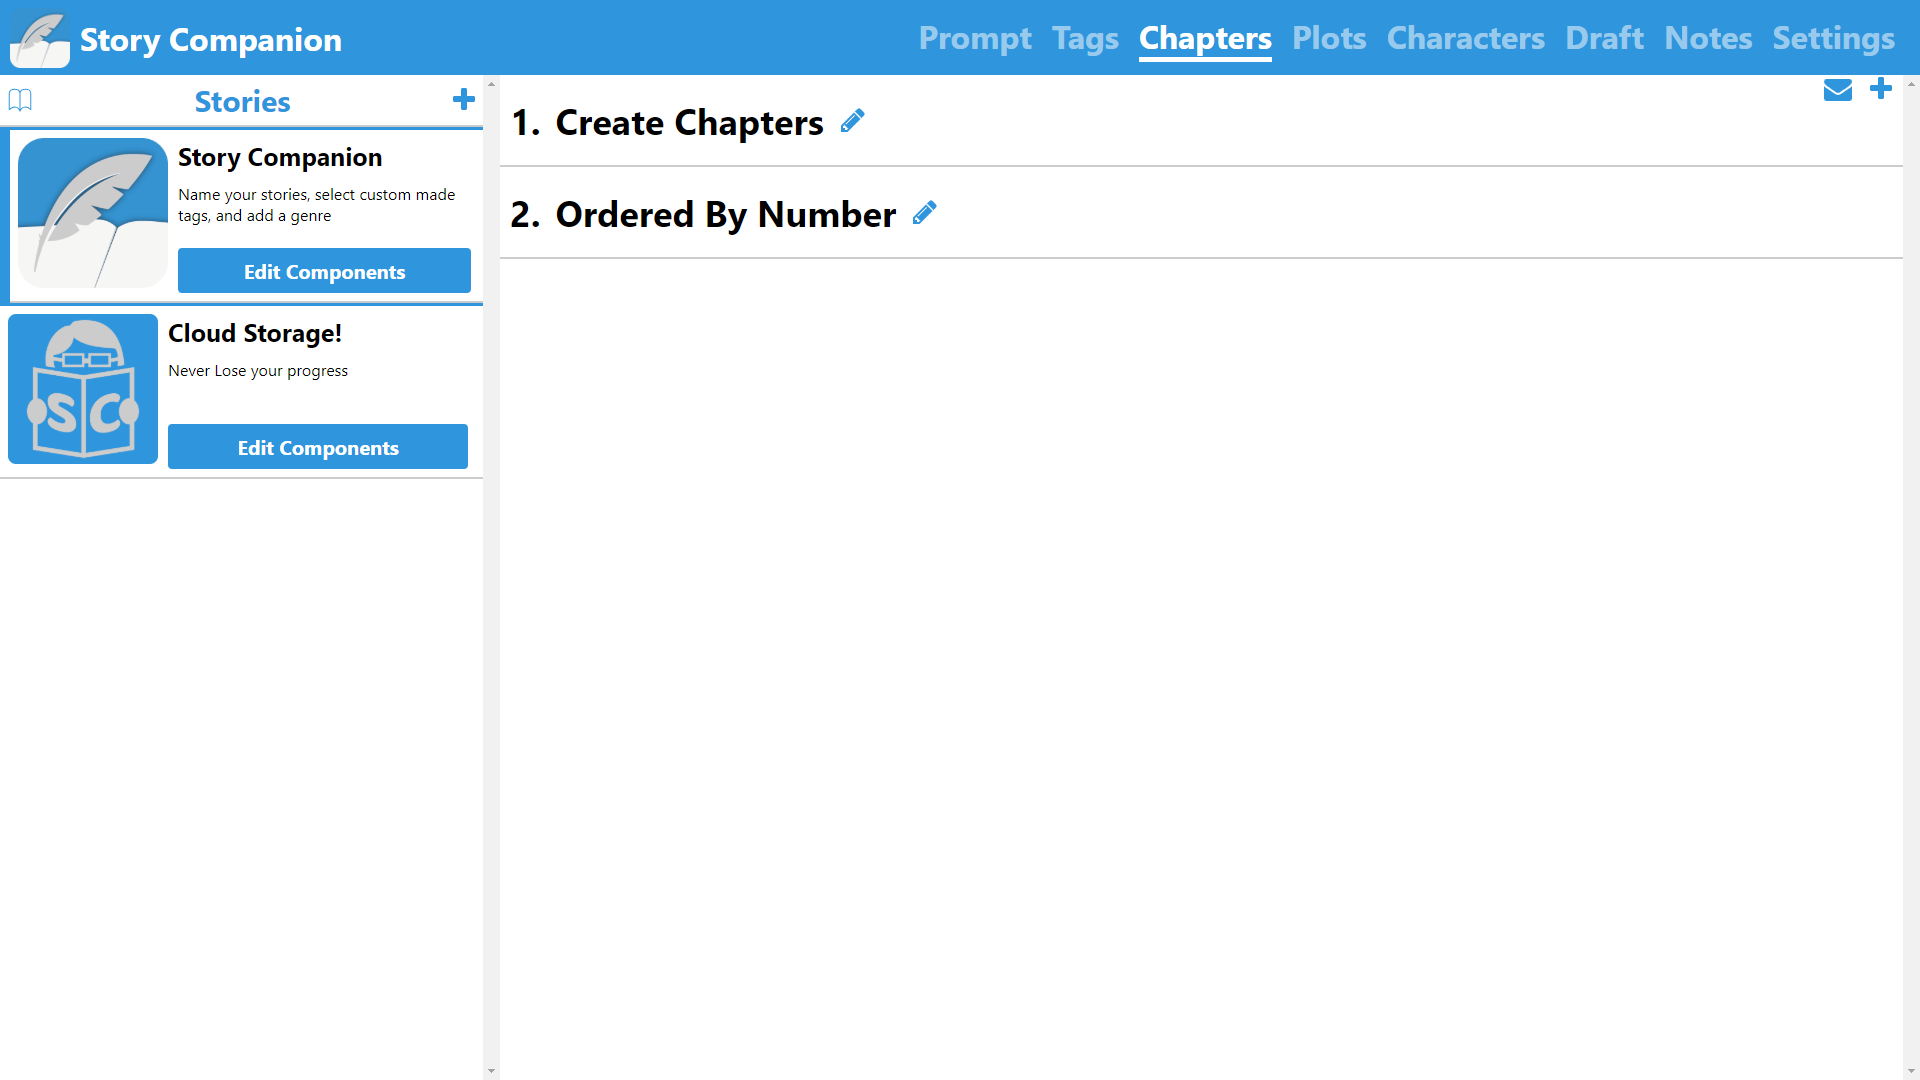 Story Companion
Prompt Tags Chapters Plots Characters Draft Notes Settings
Stories
Story Companion
Name your stories, select custom made
tags, and add a genre
Edit Components
SC
Cloud Storage!
Never Lose your progress
Edit Components
1. Create Chapters
2. Ordered By Number